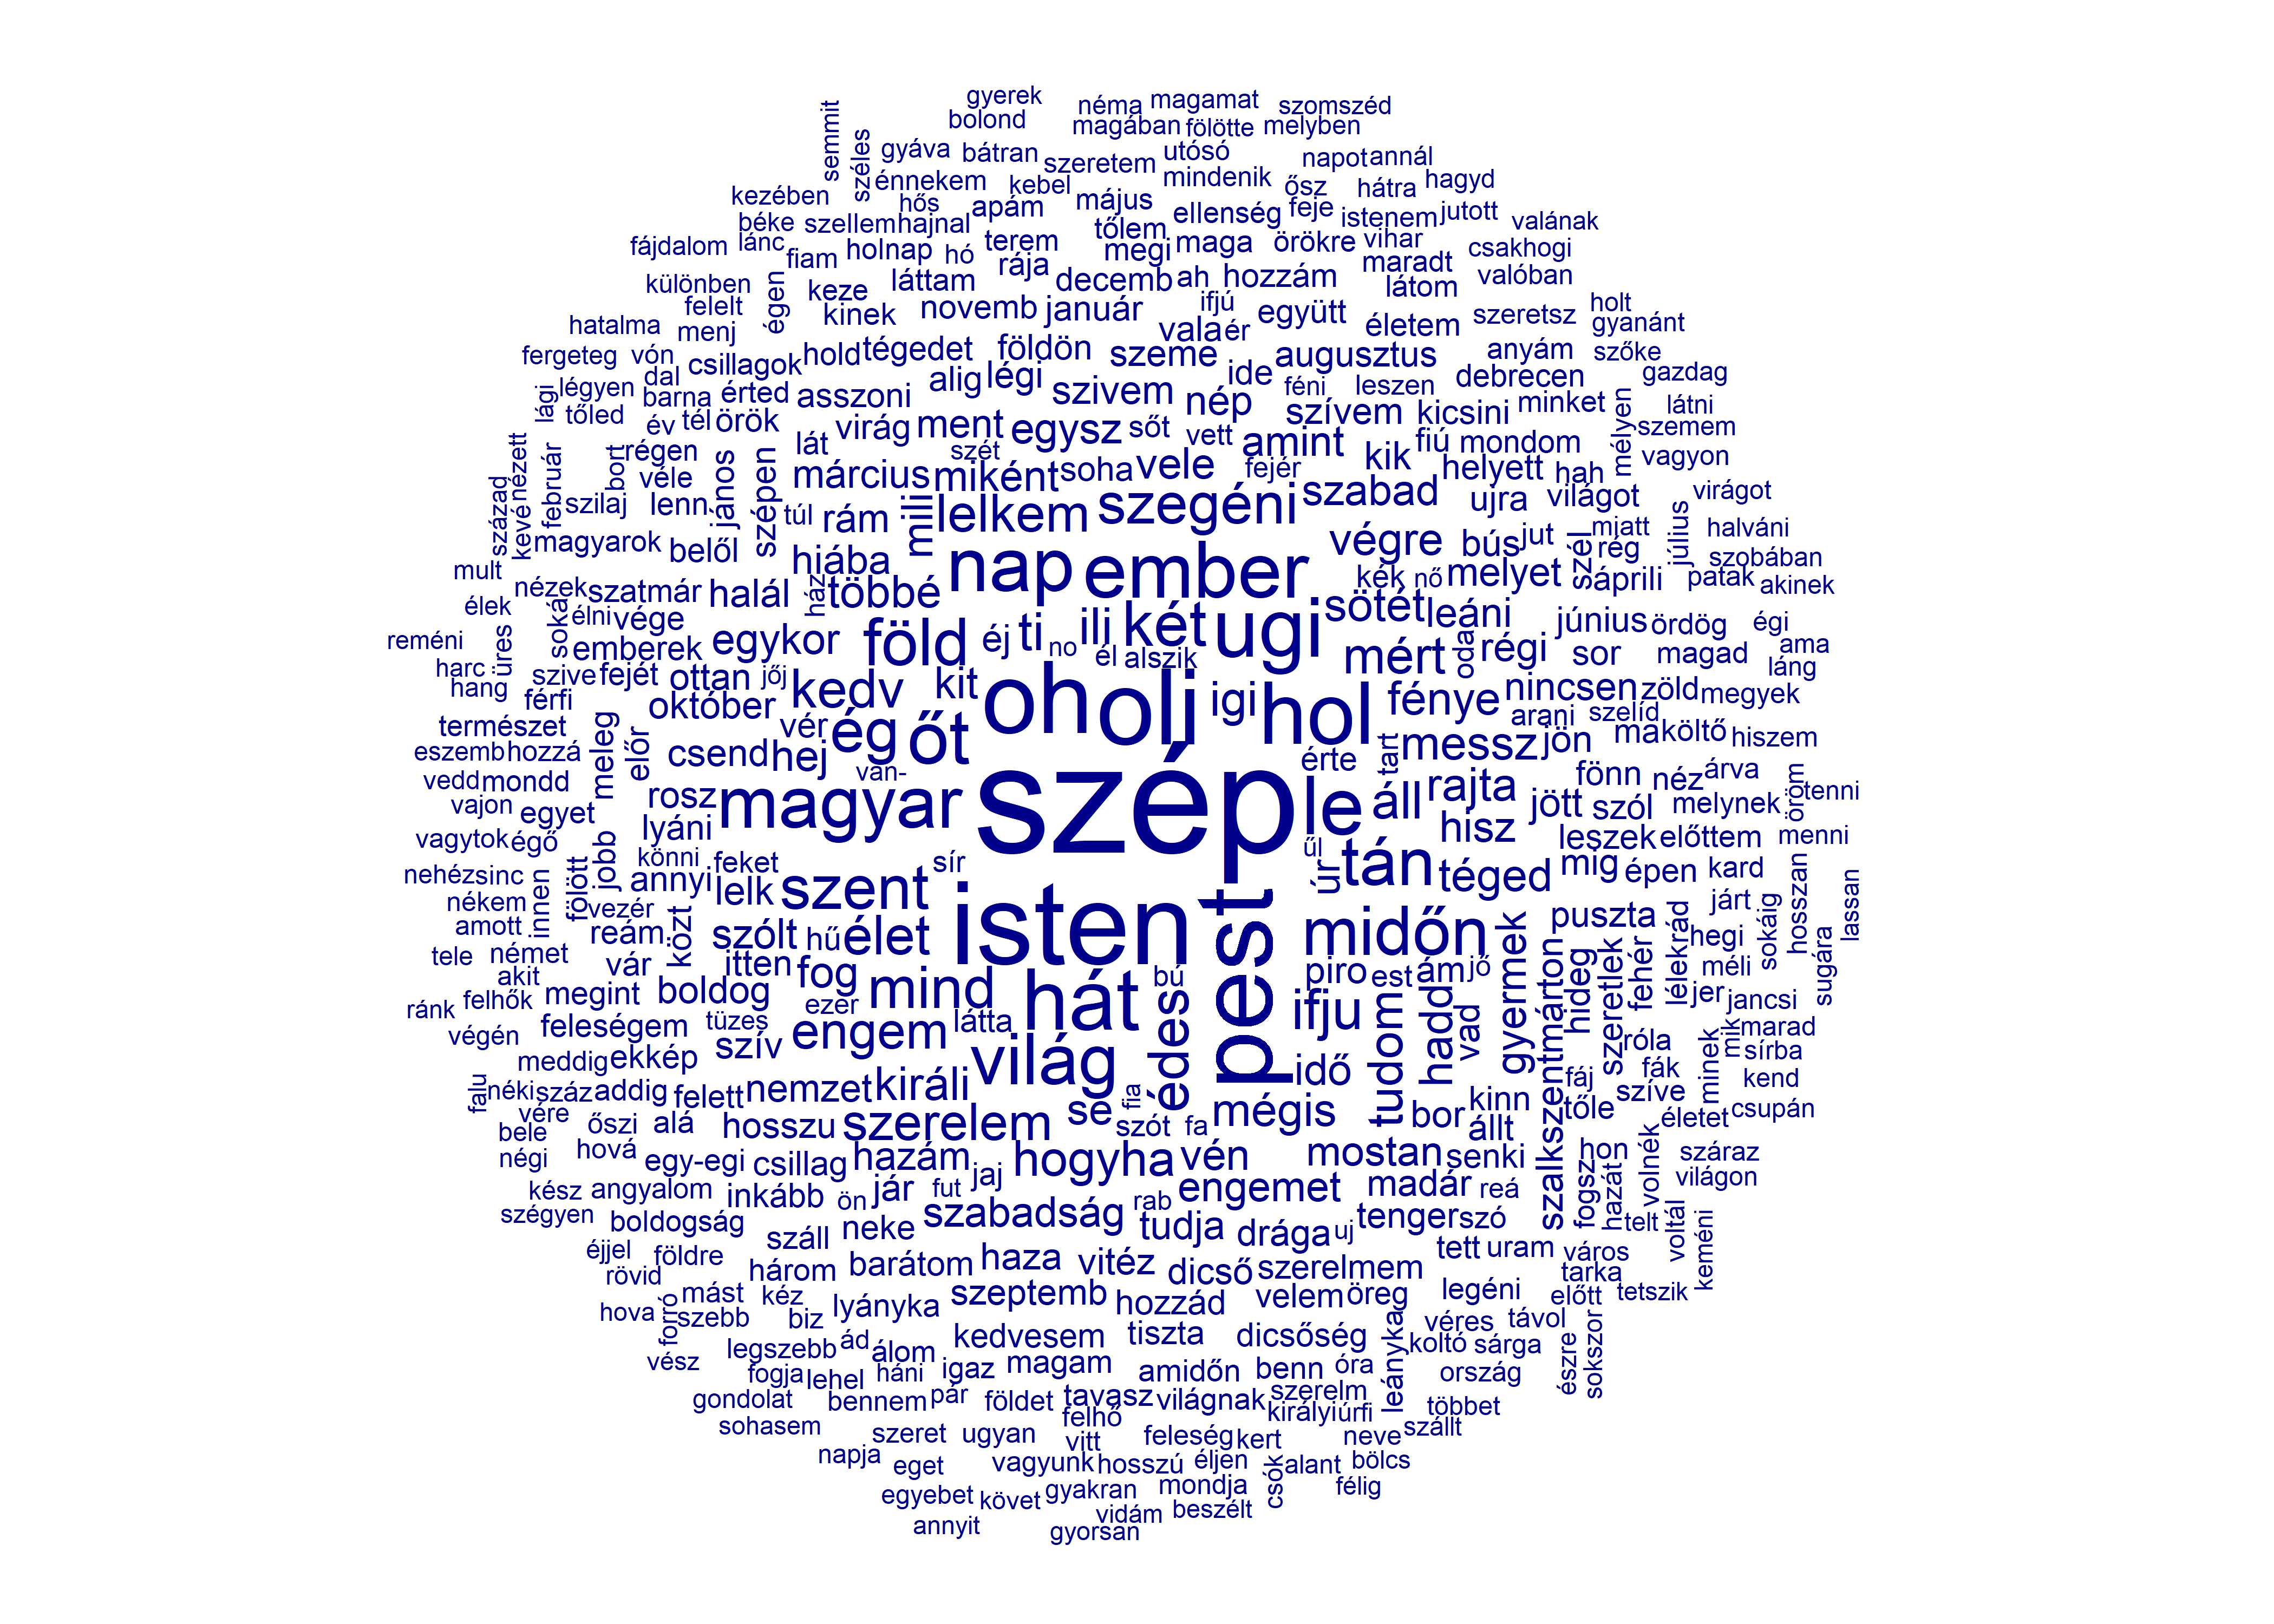 gyerek
néma magamat szomszéd
bolond magában fölötte melyben
semmit széles gyáva bátran szeretem utósó napot annál
énnekem kebel mindenik ősz hátra hagyd
kezében hős apám május ellenség feje istenem jutott valának
béke szellem hajnal tőlem
fájdalom lánc fiam holnap hó terem megi maga örökre vihar csakhogi
rája maradt valóban
különben égen keze láttam decemb ah hozzám látom
felelt kinek novemb január ifjú együtt életem szeretsz holt gyanánt
hatalma menj vala ér
fergeteg vón csillagok hold tégedet földön szeme augusztus anyám szőke
lági légyen dal barna érted asszoni alig légi szivem ide féni leszen debrecen gazdag
tőled év tél örök virág ment egysz sőt vett nép szívem kicsini minket látni
lát szét amint fiú mondom mélyen szemem
február bort régen jános szépen március miként soha vele fejér kik helyett hah vagyon
század kevé nézett véle
szilaj lenn túl rám mili lelkem szegéni szabad ujra világot virágot
magyarok belől hiába végre bús jut szél miatt rég július halváni
mult nap ember szobában
nézek szatmár halál ház többé kék nő melyet áprili patak akinek
élek soká élni vége ili két ugi sötét leáni június ördög égi
reméni üres emberek egykor föld éj ti no él alszik mért oda régi sor magad ama
harc szive fejét ottan jőj kedv kit láng
hang férfi október oh oli igi hol fénye nincsen zöld megyek
természet vér ég őt arani szelíd
eszemb hozzá meleg előr csend hej érte tart messz jön ma költő hiszem
vedd mondd van- fönn néz árva öröm
vajon egyet rosz magyar szép le áll rajta jött szól melynek tenni
vagytok égő lyáni hisz leszek előttem menni
jobb könni feket sír űl úr tán
nehéz sinc fölött annyi lelk szent téged mig épen kard hosszan
nékem innen vezér isten pest járt lassan
amott reám közt szólt hű élet midőn gyermek puszta lélekrád hegi sokáig
tele német vár itten szalkszentmárton
akit fog bú piro est ám jő hideg szeretlek fehér méli sugára
ránk felhők megint boldog ezer mind hát édes ifju tudom hadd vad jer jancsi
végén feleségem tüzes engem látta róla minek mik marad
meddig ekkép szív világ idő fák sírba
falu néki száz addig felett nemzet királi fia fáj szíve kend
vére őszi alá hosszu szerelem se szót fa mégis bor kinn állt tőle életet csupán
bele hová
négi egy-egi csillag hazám jaj hogyha vén mostan senki hon volnék száraz
kész angyalom inkább ön jár fut rab engemet madár reá fogsz hazát világon
szégyen boldogság szabadság tudja drága uj tenger szó telt voltál
éjjel földre száll neke tett uram város keméni
rövid három barátom haza vitéz dicső szerelmem tarka
hova forró mást kéz lyányka szeptemb hozzád velem öreg legéni előtt tetszik
szebb biz véres távol
vész legszebb ád álom kedvesem tiszta dicsőség leányka koltó sárga észre sokszor
fogja lehel háni igaz magam amidőn benn óra ország
gondolat bennem pár földet tavasz világnak szerelm többet
sohasem felhő királyi úrfi szállt
szeret ugyan vitt feleség kert neve
napja eget vagyunk hosszú éljen csók alant bölcs
egyebet követ gyakran mondja félig
annyit vidám beszélt
gyorsan